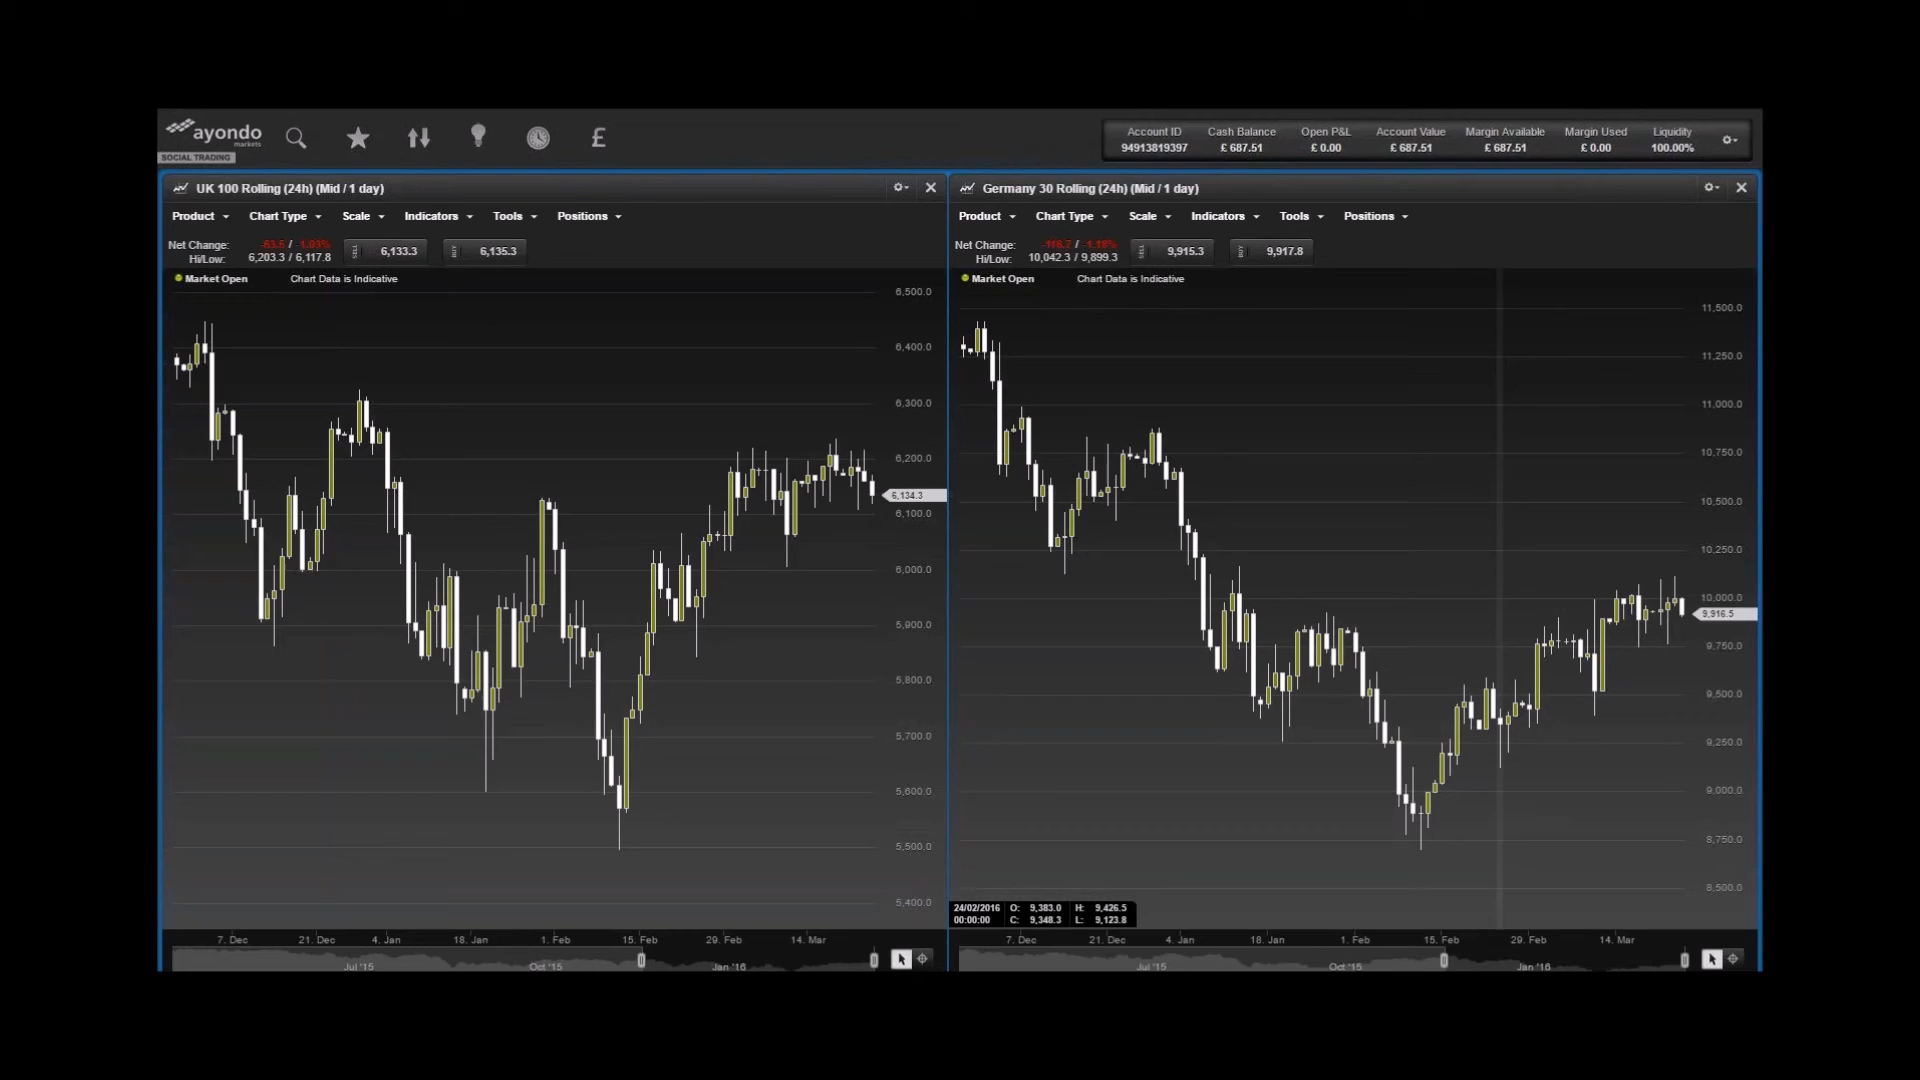 ayondo
markets
SOCIAL TRADING
£
Account ID Cash Balance Open P&L Account Value Margin Available Margin Used Liquidity
94913819397 £ 687.51 £ 0.00 £ 687.51 £ 687.51 £ 0.00 100.00%
UK 100 Rolling (24h) (Mid / 1 day)
Product Chart Type Scale Indicators Tools Positions
Net Change: -63.5 / -1.03%
Hi/Low: 6,203.3 / 6,117.8
SELL 6,133.3 BUY 6,135.3
Market Open Chart Data is Indicative
6,500.0
6,400.0
6,300.0
6,200.0
6,134.3
6,100.0
6,000.0
5,900.0
5,800.0
5,700.0
5,600.0
5,500.0
5,400.0
7. Dec 21. Dec 4. Jan 18. Jan 1. Feb 15. Feb 29. Feb 14. Mar
Jul '15 Oct '15 Jan '16
Germany 30 Rolling (24h) (Mid / 1 day)
Product Chart Type Scale Indicators Tools Positions
Net Change: / -1.18%
Hi/Low: 10,042.3 / 9,899.3
SELL 9,915.3 BUY 9,917.8
Market Open Chart Data is Indicative
11,500.0
11,250.0
11,000.0
10,750.0
10,500.0
10,250.0
10,000.0
9,916.5
9,750.0
9,500.0
9,250.0
9,000.0
8,750.0
8,500.0
24/02/2016 O: 9,383.0 H: 9,426.5
00:00:00 C: 9,348.3 L: 9,123.8
7. Dec 21. Dec 4. Jan 18. Jan 1. Feb 15. Feb 29. Feb 14. Mar
Jul '15 Oct '15 Jan '16